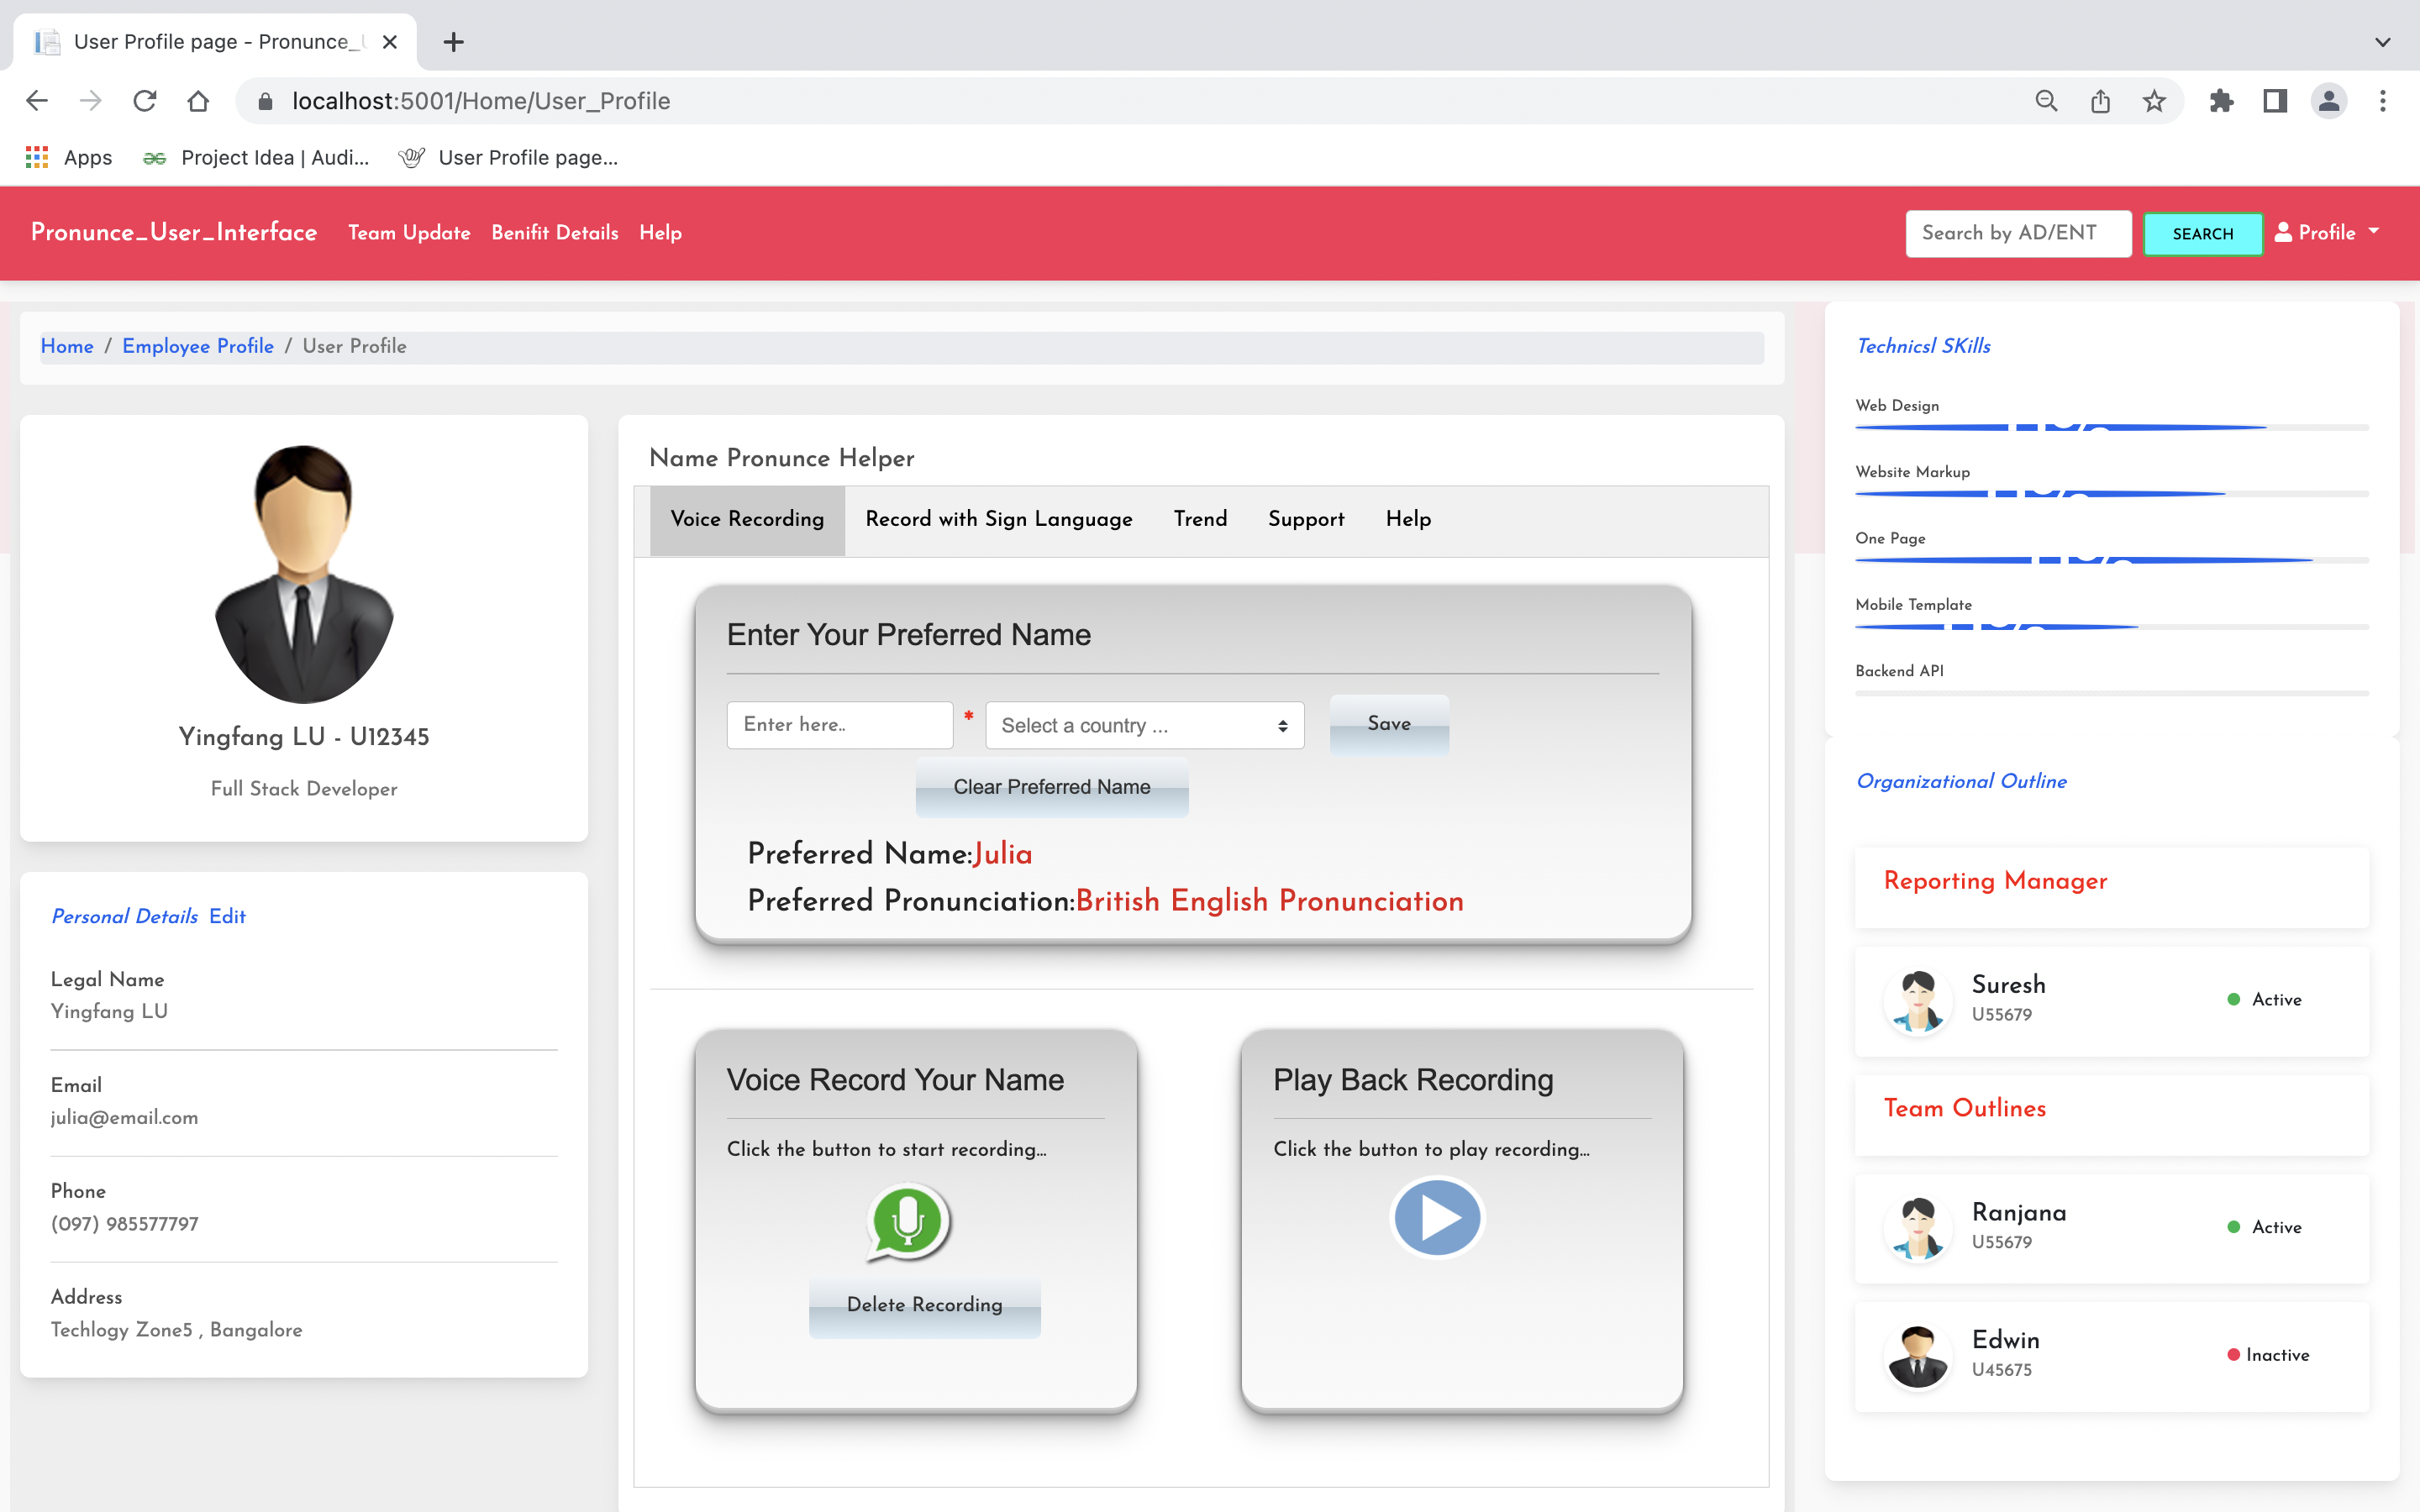 User Profile page - Pronunce_
localhost:5001/Home/User_Profile
Apps
Project Idea | Audi...
User Profile page...
Pronunce_User_Interface
Team Update
Benifit Details
Help
Search by AD/ENT
SEARCH
Profile
Home / Employee Profile / User Profile
Yingfang LU - U12345
Full Stack Developer
Personal Details Edit
Legal Name
Yingfang LU
Email
julia@email.com
Phone
(097) 985577797
Address
Techlogy Zone5 , Bangalore
Name Pronunce Helper
Voice Recording
Record with Sign Language
Trend
Support
Help
Enter Your Preferred Name
Enter here..
*
Select a country ...
Save
Clear Preferred Name
Preferred Name:Julia
Preferred Pronunciation:British English Pronunciation
Voice Record Your Name
Click the button to start recording...
Delete Recording
Play Back Recording
Click the button to play recording...
Technicsl SKills
Web Design
Website Markup
One Page
Mobile Template
Backend API
Organizational Outline
Reporting Manager
Suresh
U55679
Active
Team Outlines
Ranjana
U55679
Active
Edwin
U45675
Inactive